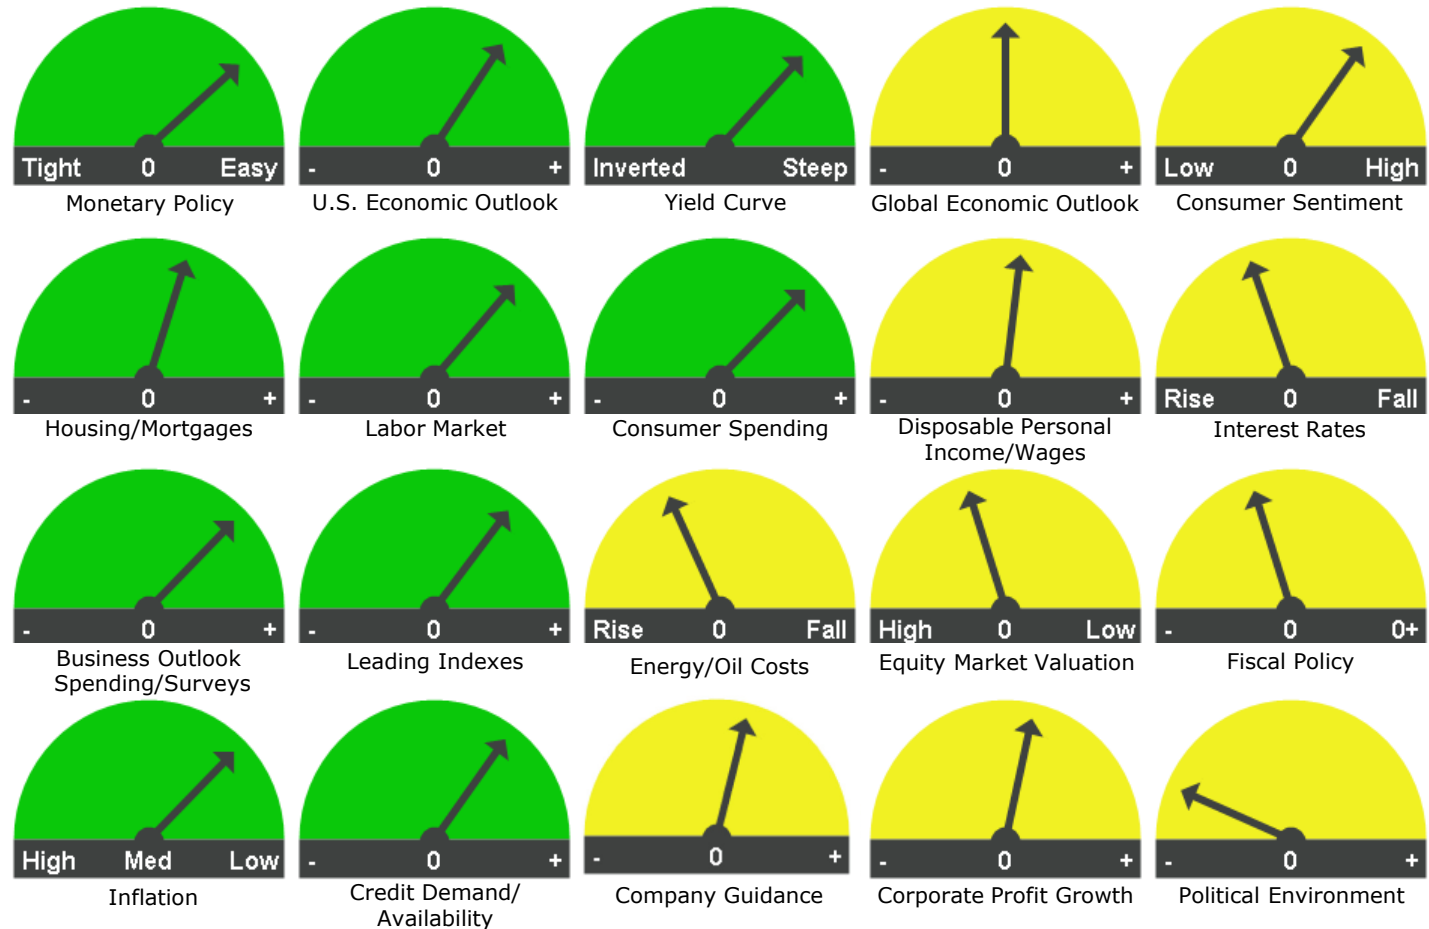 Tight 0 Easy
Monetary Policy
- 0 +
U.S. Economic Outlook
Inverted Steep
Yield Curve
- 0 +
Global Economic Outlook
Low 0 High
Consumer Sentiment
- 0 +
Housing/Mortgages
- 0 +
Labor Market
- 0 +
Consumer Spending
- 0 +
Disposable Personal
Income/Wages
Rise 0 Fall
Interest Rates
- 0 +
Business Outlook
Spending/Surveys
- 0 +
Leading Indexes
Rise 0 Fall
Energy/Oil Costs
High 0 Low
Equity Market Valuation
- 0 0+
Fiscal Policy
High Med Low
Inflation
- 0 +
Credit Demand/
Availability
- 0 +
Company Guidance
- 0 +
Corporate Profit Growth
- 0 +
Political Environment